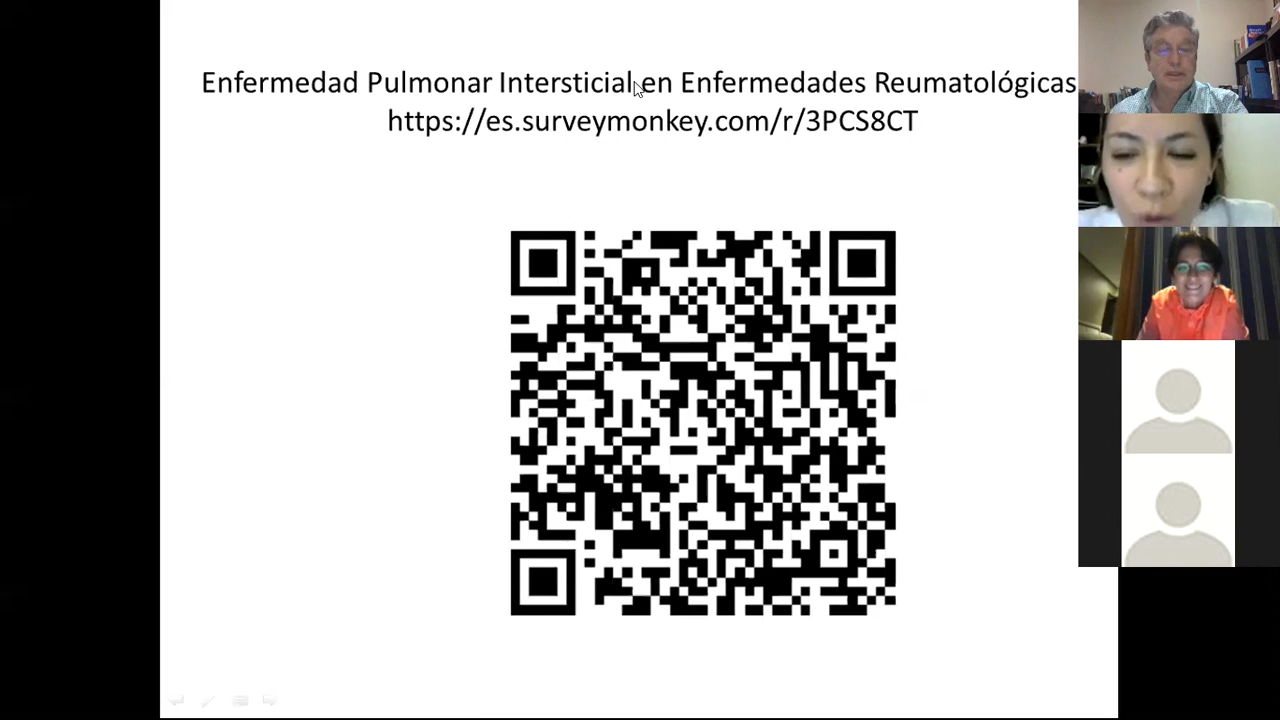 Enfermedad Pulmonar Intersticial en Enfermedades Reumatológicas
https://es.surveymonkey.com/r/3PCS8CT